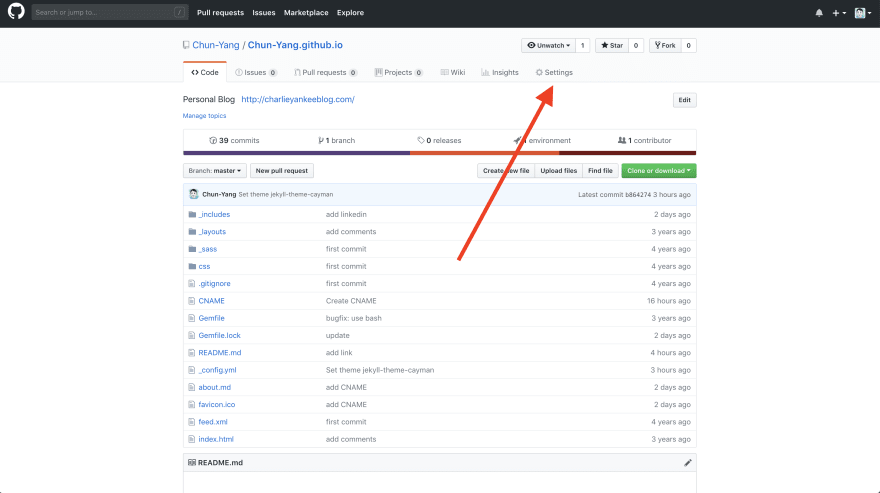 Search or jump to... / Pull requests Issues Marketplace Explore
Chun-Yang / Chun-Yang.github.io Unwatch 1 Star 0 Fork 0
Code Issues 0 Pull requests 0 Projects 0 Wiki Insights Settings
Personal Blog http://charlieyankeeblog.com/ Edit
Manage topics
39 commits 1 branch 0 releases environment 1 contributor
Branch: master New pull request Create new file Upload files Find file Clone or download
Chun-Yang Set theme jekyll-theme-cayman Latest commit b864274 3 hours ago
_includes add linkedin 2 days ago
_layouts add comments 3 years ago
_sass first commit 4 years ago
css first commit 4 years ago
.gitignore first commit 4 years ago
CNAME Create CNAME 16 hours ago
Gemfile bugfix: use bash 3 years ago
Gemfile.lock update 2 days ago
README.md add link 4 hours ago
_config.yml Set theme jekyll-theme-cayman 3 hours ago
about.md add CNAME 2 days ago
favicon.ico add CNAME 2 days ago
feed.xml first commit 4 years ago
index.html add comments 3 years ago
README.md